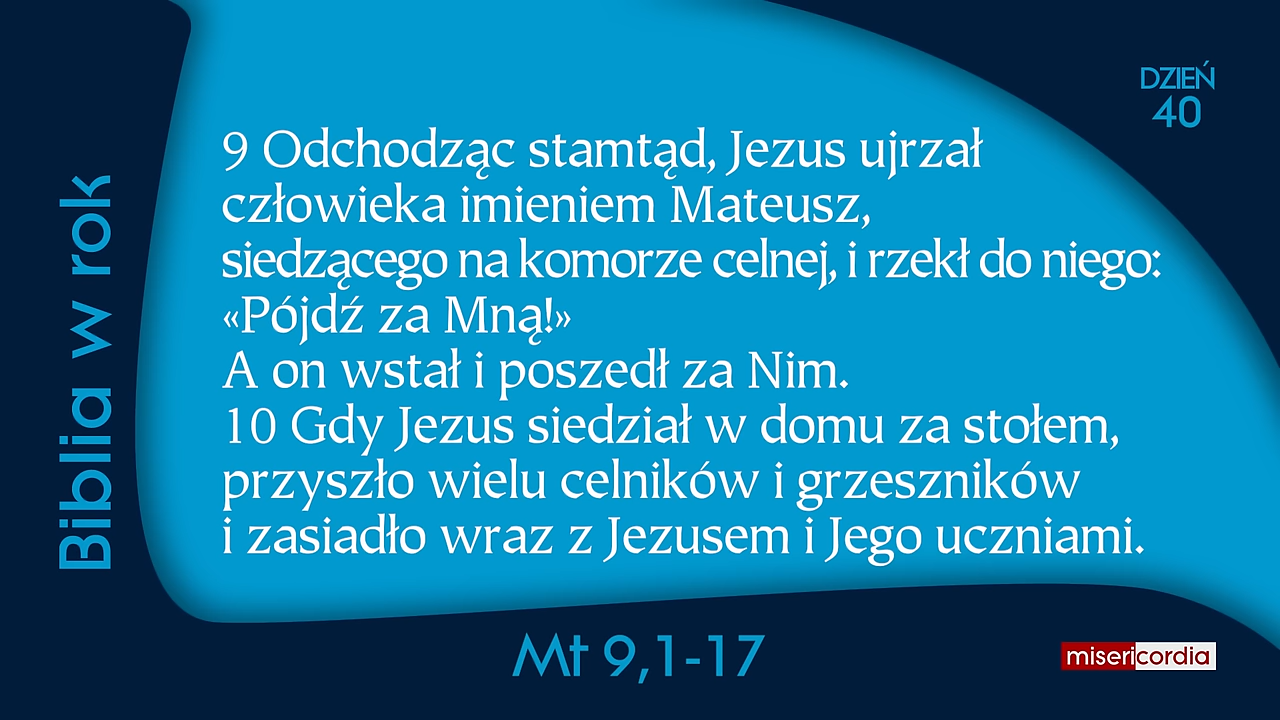 DZIEŃ
40
9 Odchodząc stamtąd, Jezus ujrzał
człowieka imieniem Mateusz,
siedzącego na komorze celnej, i rzekł do niego:
«Pójdź za Mną!»
A on wstał i poszedł za Nim.
10 Gdy Jezus siedział w domu za stołem,
przyszło wielu celników i grzeszników
i zasiadło wraz z Jezusem i Jego uczniami.
Biblia w rok
Mt 9,1-17
misericordia